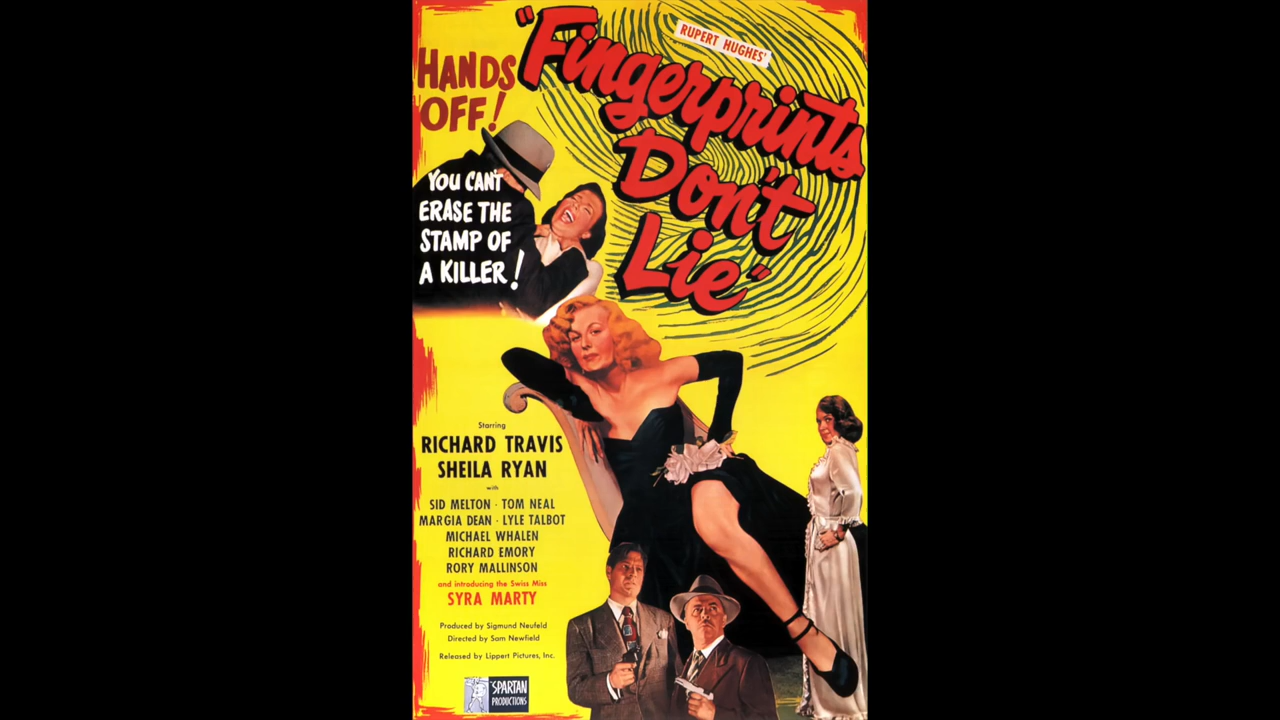 RUPERT HUGHES'
"Fingerprints
Don't
Lie"
HANDS
OFF!
YOU CAN'T
ERASE THE
STAMP OF
A KILLER!
Starring
RICHARD TRAVIS
SHEILA RYAN
with
SID MELTON · TOM NEAL
MARGIA DEAN · LYLE TALBOT
MICHAEL WHALEN
RICHARD EMORY
RORY MALLINSON
and introducing the Swiss Miss
SYRA MARTY
Produced by Sigmund Neufeld
Directed by Sam Newfield
Released by Lippert Pictures, Inc.
SPARTAN
PRODUCTIONS